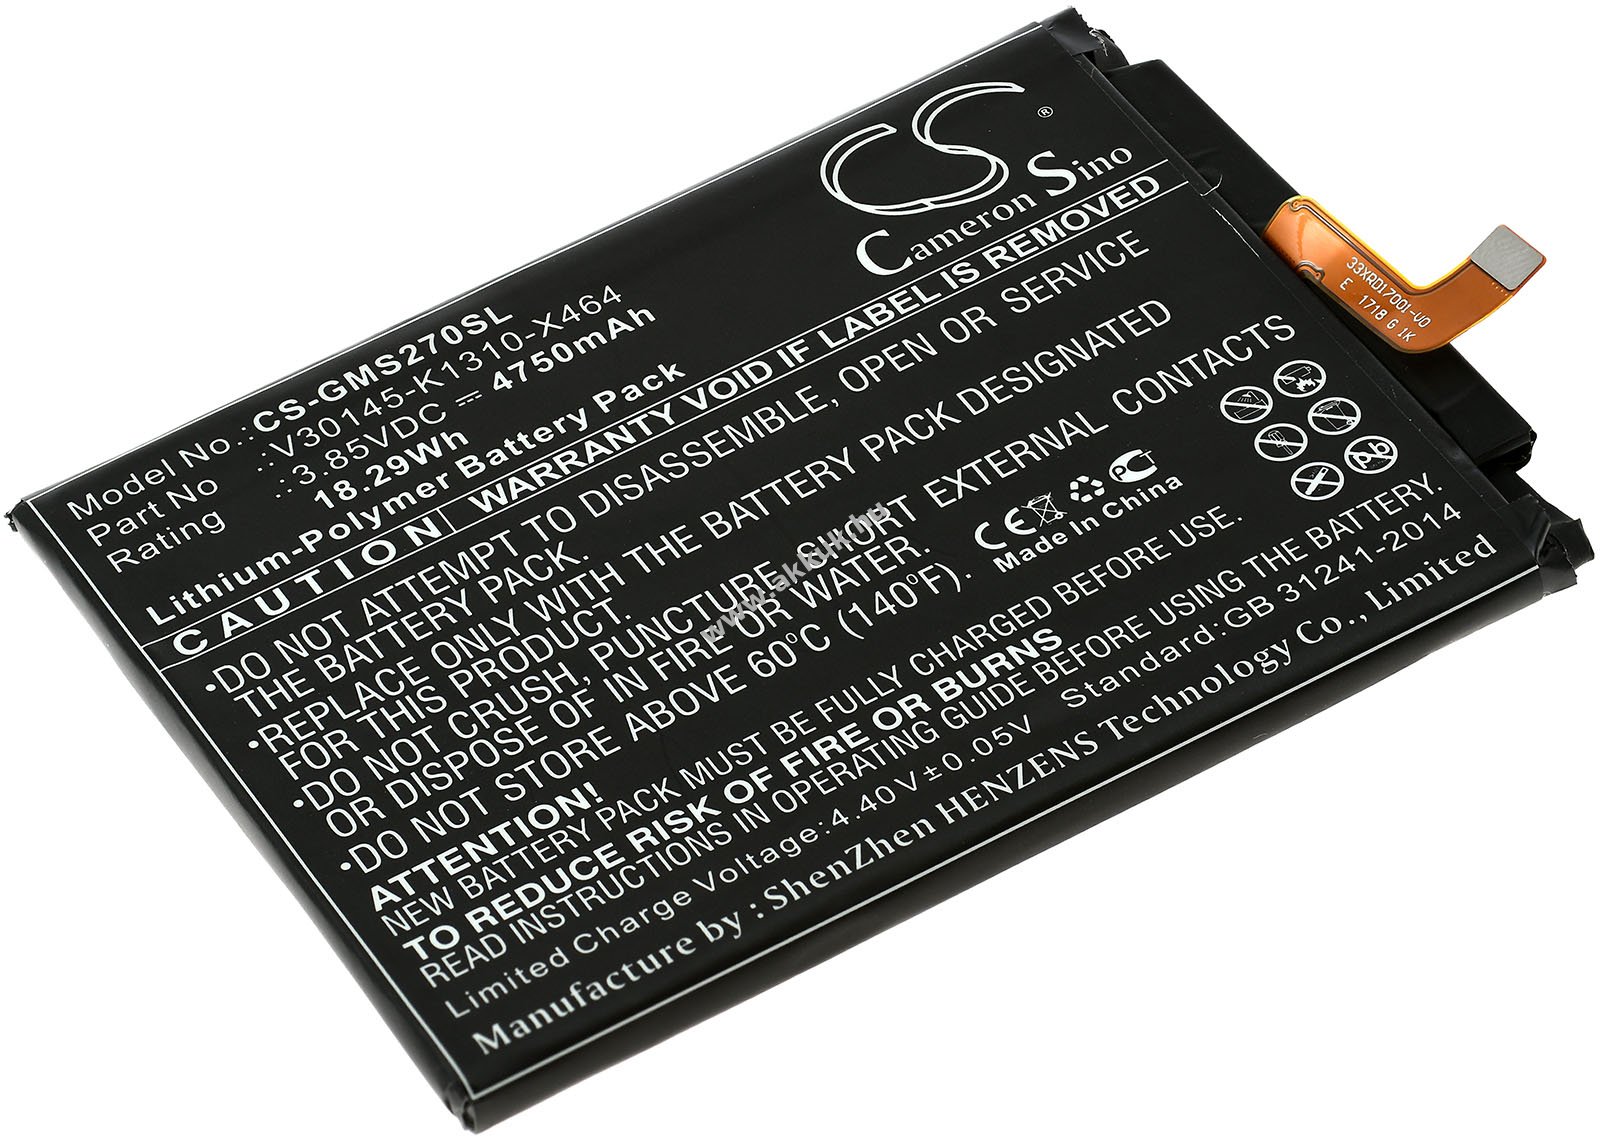 CS
®
Cameron Sino
Model No.:CS-GMS270SL
Part No .:V30145-K1310-X464
Rating .:3.85VDC ⎓ 4750mAh
18.29Wh
Lithium-Polymer Battery Pack
CAUTION WARRANTY VOID IF LABEL IS REMOVED
•DO NOT ATTEMPT TO DISASSEMBLE, OPEN OR SERVICE
THE BATTERY PACK.
•REPLACE ONLY WITH THE BATTERY PACK DESIGNATED
FOR THIS PRODUCT.
•DO NOT CRUSH, PUNCTURE, SHORT EXTERNAL CONTACTS
OR DISPOSE OF IN FIRE OR WATER.
•DO NOT STORE ABOVE 60°C (140°F).
CE
Made In China
Pb
ATTENTION!
NEW BATTERY PACK MUST BE FULLY CHARGED BEFORE USE.
TO REDUCE RISK OF FIRE OR BURNS
READ INSTRUCTIONS IN OPERATING GUIDE BEFORE USING THE BATTERY.
Limited Charge Voltage:4.40V±0.05V Standard:GB 31241-2014
Manufacture by : ShenZhen HENZENS Technology Co., Limited
33XR017001-V0
E 1718 G 1K
www.akkuk.hu